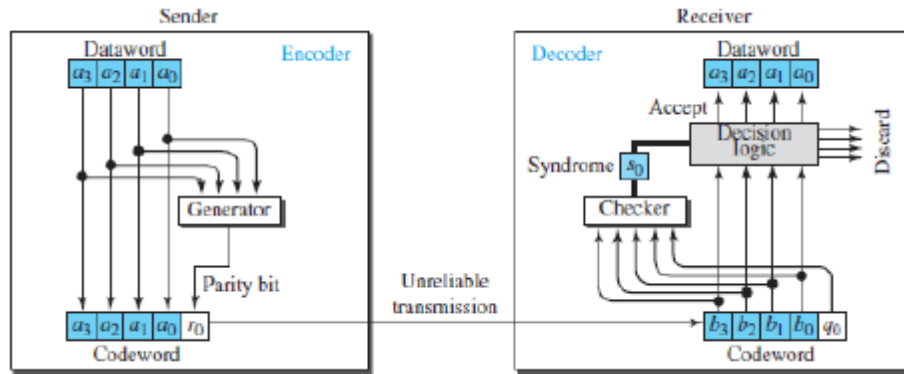 Sender
Receiver
Dataword
Encoder
a3 a2 a1 a0
Generator
Parity bit
a3 a2 a1 a0 r0
Codeword
Unreliable
transmission
Decoder
Dataword
a3 a2 a1 a0
Accept
Decision
logic
Discard
Syndrome
s0
Checker
b3 b2 b1 b0 q0
Codeword